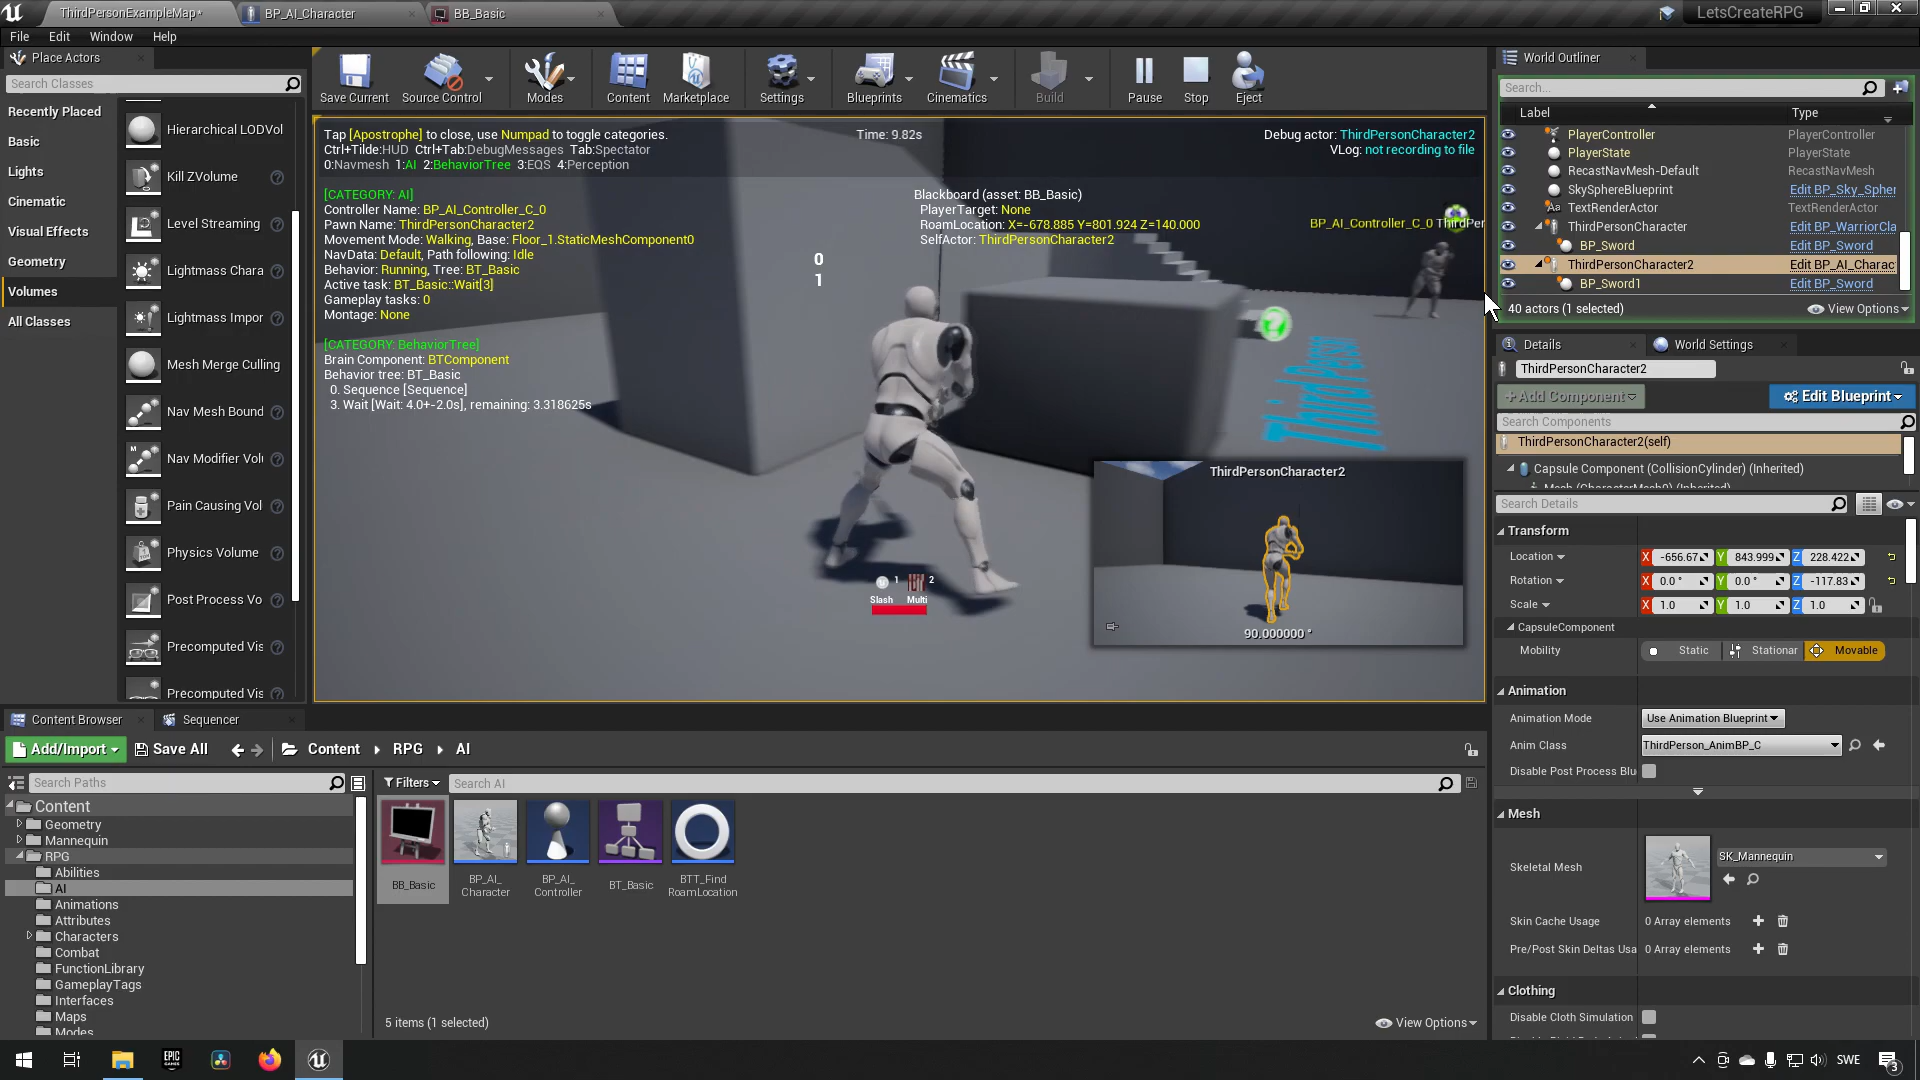 ThirdPersonExampleMap*
BP_AI_Character
BB_Basic
LetsCreateRPG
File Edit Window Help
Place Actors
Search Classes
Recently Placed
Basic
Lights
Cinematic
Visual Effects
Geometry
Volumes
All Classes
Hierarchical LODVol
Kill ZVolume
Level Streaming
Lightmass Chara
Lightmass Impor
Mesh Merge Culling
Nav Mesh Bound
Nav Modifier Volu
Pain Causing Vol
Physics Volume
Post Process Vo
Precomputed Vis
Precomputed Vis
Save Current
Source Control
Modes
Content
Marketplace
Settings
Blueprints
Cinematics
Build
Pause
Stop
Eject
Tap [Apostrophe] to close, use Numpad to toggle categories.
Ctrl+Tilde:HUD Ctrl+Tab:DebugMessages Tab:Spectator
0:Navmesh 1:AI 2:BehaviorTree 3:EQS 4:Perception
Time: 9.82s
Debug actor: ThirdPersonCharacter2
VLog: not recording to file
[CATEGORY: AI]
Controller Name: BP_AI_Controller_C_0
Pawn Name: ThirdPersonCharacter2
Movement Mode: Walking, Base: Floor_1.StaticMeshComponent0
NavData: Default, Path following: Idle
Behavior: Running, Tree: BT_Basic
Active task: BT_Basic::Wait[3]
Gameplay tasks: 0
Montage: None
[CATEGORY: BehaviorTree]
Brain Component: BTComponent
Behavior tree: BT_Basic
0. Sequence [Sequence]
3. Wait [Wait: 4.0+-2.0s], remaining: 3.318625s
Blackboard (asset: BB_Basic)
PlayerTarget: None
RoamLocation: X=-678.885 Y=801.924 Z=140.000
SelfActor: ThirdPersonCharacter2
BP_AI_Controller_C_0 ThirdPer
0
1
1 2
Slash Multi
ThirdPersonCharacter2
90.000000 °
World Outliner
Search...
Label Type
PlayerController PlayerController
PlayerState PlayerState
RecastNavMesh-Default RecastNavMesh
SkySphereBlueprint Edit BP_Sky_Spher
TextRenderActor TextRenderActor
ThirdPersonCharacter Edit BP_WarriorCla
BP_Sword Edit BP_Sword
ThirdPersonCharacter2 Edit BP_AI_Charac
BP_Sword1 Edit BP_Sword
40 actors (1 selected)
View Options
Details
World Settings
ThirdPersonCharacter2
+Add Component
Edit Blueprint
Search Components
ThirdPersonCharacter2(self)
Capsule Component (CollisionCylinder) (Inherited)
Mesh (CharacterMesh0) (Inherited)
Search Details
Transform
Location X -656.67 Y 843.999 Z 228.422
Rotation X 0.0 ° Y 0.0 ° Z -117.83
Scale X 1.0 Y 1.0 Z 1.0
CapsuleComponent
Mobility Static Stationar Movable
Animation
Animation Mode Use Animation Blueprint
Anim Class ThirdPerson_AnimBP_C
Disable Post Process Blu
Mesh
Skeletal Mesh SK_Mannequin
Skin Cache Usage 0 Array elements
Pre/Post Skin Deltas Usa 0 Array elements
Clothing
Disable Cloth Simulation
Content Browser
Sequencer
Add/Import
Save All
Content RPG AI
Search Paths
Filters
Search AI
Content
Geometry
Mannequin
RPG
Abilities
AI
Animations
Attributes
Characters
Combat
FunctionLibrary
GameplayTags
Interfaces
Maps
Modes
BB_Basic
BP_AI_
Character
BP_AI_
Controller
BT_Basic
BTT_Find
RoamLocation
5 items (1 selected)
View Options
EPIC
GAMES
SWE
3